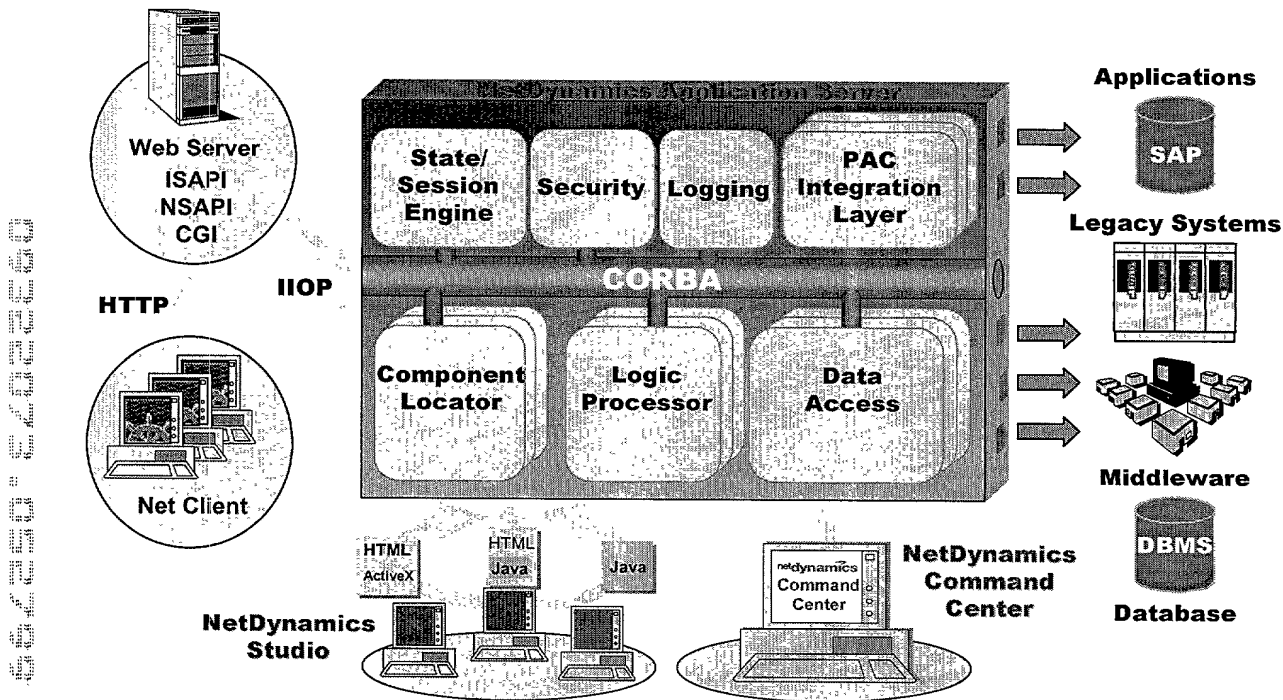 Web Server
ISAPI
NSAPI
CGI
HTTP
IIOP
Net Client
NetDynamics Application Server
State/
Session
Engine
Security
Logging
PAC
Integration
Layer
CORBA
Component
Locator
Logic
Processor
Data
Access
Applications
SAP
Legacy Systems
Middleware
DBMS
Database
HTML
ActiveX
HTML
Java
Java
NetDynamics
Studio
netdynamics
Command
Center
NetDynamics
Command
Center